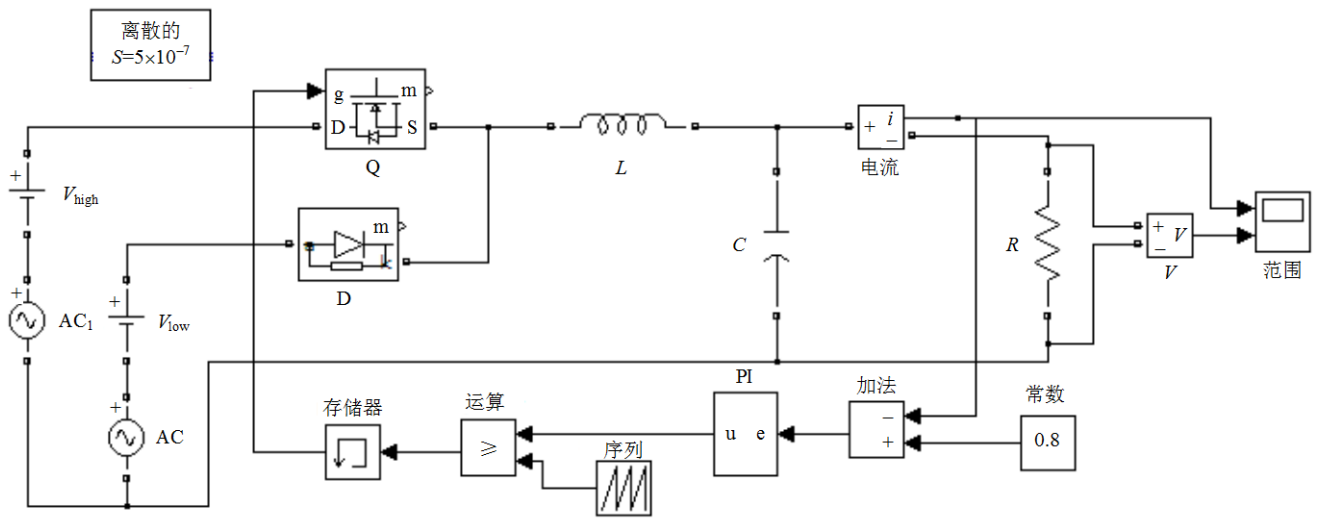 离散的
S=5×10⁻⁷
g
m
D
S
Q
+
V_high
+
AC₁
m
k
D
+
V_low
+
AC
L
C
+
i
−
电流
R
+
V
−
V
范围
存储器
运算
≥
序列
PI
u e
加法
−
+
常数
0.8